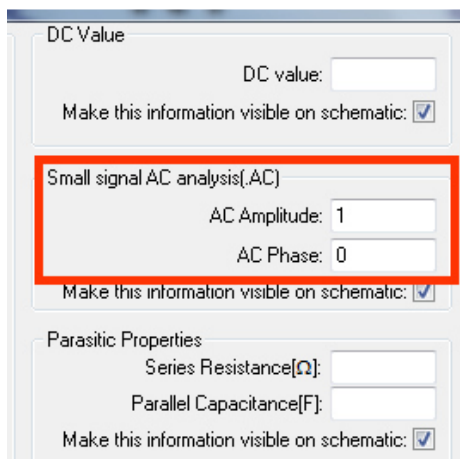 DC Value
DC value:
Make this information visible on schematic:
Small signal AC analysis(.AC)
AC Amplitude: 1
AC Phase: 0
Make this information visible on schematic:
Parasitic Properties
Series Resistance[Ω]:
Parallel Capacitance[F]:
Make this information visible on schematic: